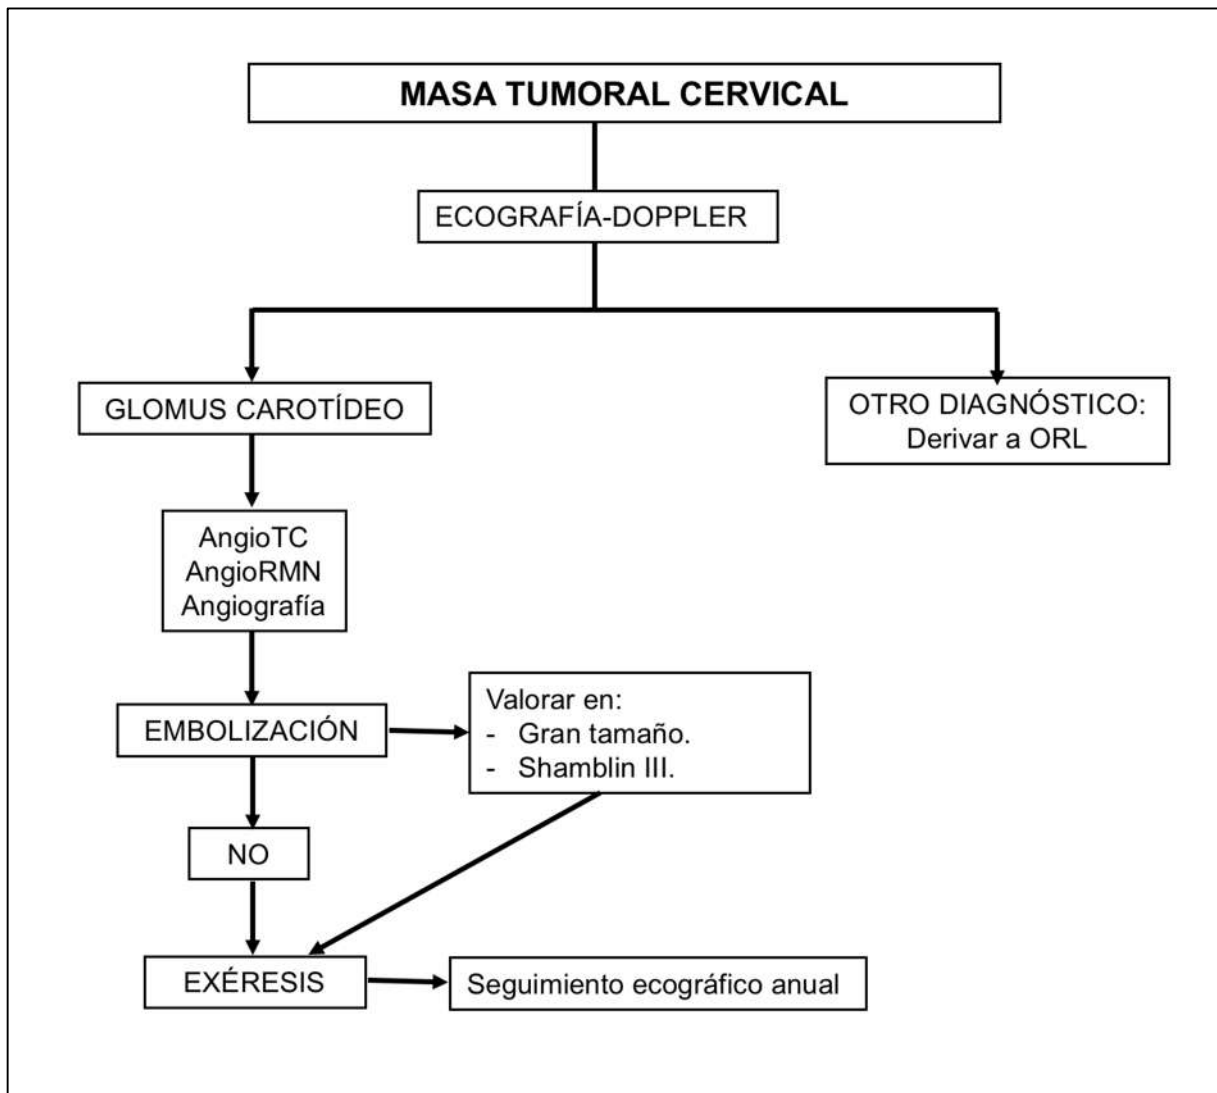 MASA TUMORAL CERVICAL
ECOGRAFÍA-DOPPLER
GLOMUS CAROTÍDEO
OTRO DIAGNÓSTICO:
Derivar a ORL
AngioTC
AngioRMN
Angiografía
EMBOLIZACIÓN
Valorar en:
- Gran tamaño.
- Shamblin III.
NO
EXÉRESIS
Seguimiento ecográfico anual